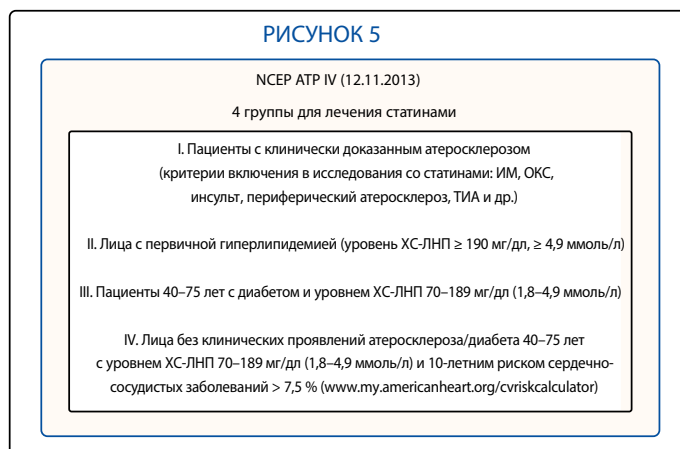 РИСУНОК 5
NCEP ATP IV (12.11.2013)
4 группы для лечения статинами
I. Пациенты с клинически доказанным атеросклерозом
(критерии включения в исследования со статинами: ИМ, ОКС,
инсульт, периферический атеросклероз, ТИА и др.)
II. Лица с первичной гиперлипидемией (уровень ХС-ЛНП ≥ 190 мг/дл, ≥ 4,9 ммоль/л)
III. Пациенты 40–75 лет с диабетом и уровнем ХС-ЛНП 70–189 мг/дл (1,8–4,9 ммоль/л)
IV. Лица без клинических проявлений атеросклероза/диабета 40–75 лет
с уровнем ХС-ЛНП 70–189 мг/дл (1,8–4,9 ммоль/л) и 10-летним риском сердечно-
сосудистых заболеваний > 7,5 % (www.my.americanheart.org/cvriskcalculator)